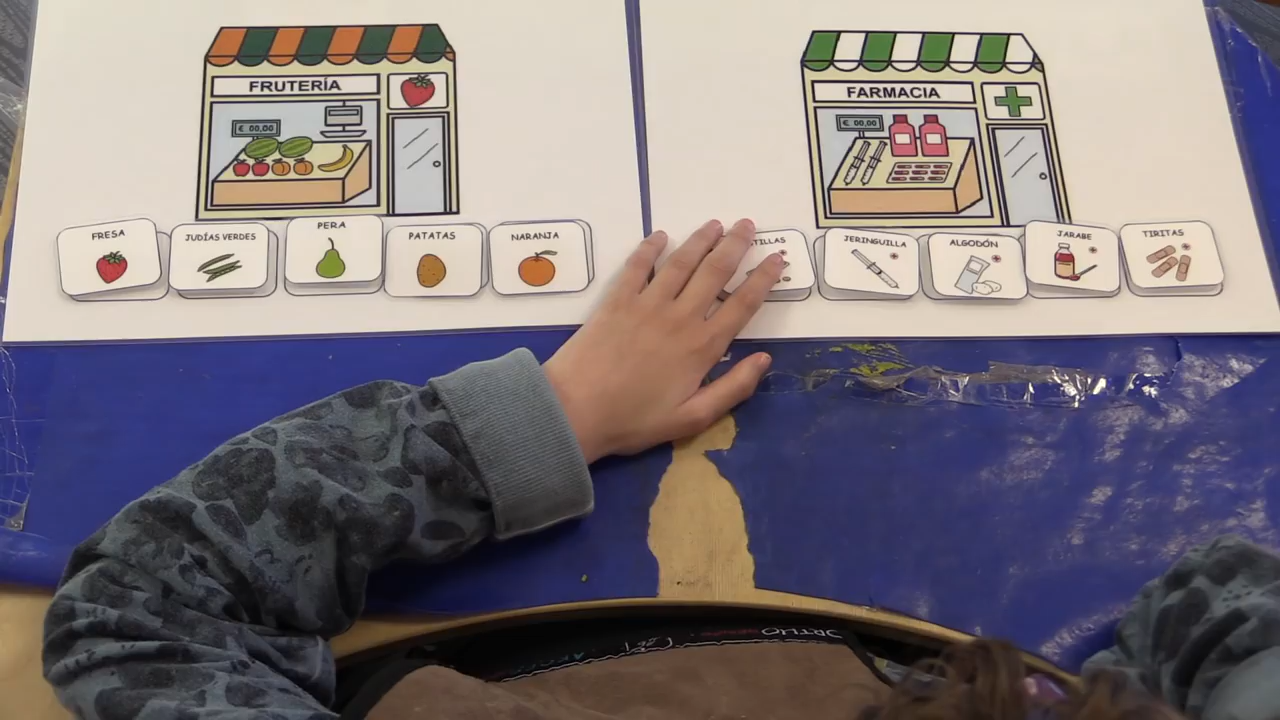 FRUTERÍA
€ 00,00
FRESA
JUDÍAS VERDES
PERA
PATATAS
NARANJA
FARMACIA
€ 00,00
JERINGUILLA
ALGODÓN
JARABE
TIRITAS